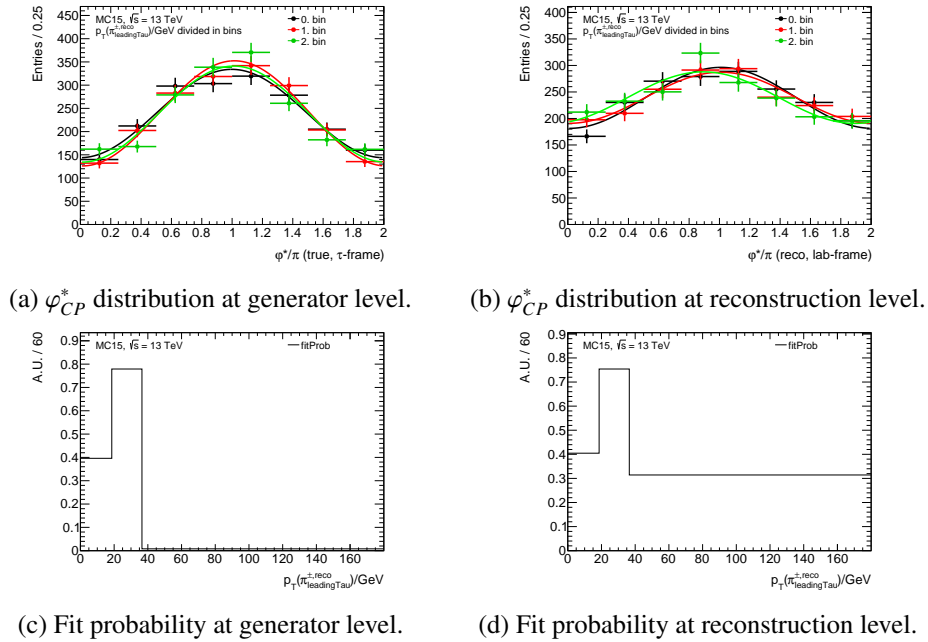 MC15, √s = 13 TeV
p_T(π^{±,reco}_{leadingTau})/GeV divided in bins
0. bin
1. bin
2. bin
Entries / 0.25
450
400
350
300
250
200
150
100
50
0
0 0.2 0.4 0.6 0.8 1 1.2 1.4 1.6 1.8 2
φ*/π (true, τ-frame)
(a) φ*_{CP} distribution at generator level.
MC15, √s = 13 TeV
p_T(π^{±,reco}_{leadingTau})/GeV divided in bins
0. bin
1. bin
2. bin
Entries / 0.25
400
350
300
250
200
150
100
50
0
0 0.2 0.4 0.6 0.8 1 1.2 1.4 1.6 1.8 2
φ*/π (reco, lab-frame)
(b) φ*_{CP} distribution at reconstruction level.
MC15, √s = 13 TeV
fitProb
A.U. / 60
0.9
0.8
0.7
0.6
0.5
0.4
0.3
0.2
0.1
0
0 20 40 60 80 100 120 140 160
p_T(π^{±,reco}_{leadingTau})/GeV
(c) Fit probability at generator level.
MC15, √s = 13 TeV
fitProb
A.U. / 60
0.9
0.8
0.7
0.6
0.5
0.4
0.3
0.2
0.1
0
0 20 40 60 80 100 120 140 160
p_T(π^{±,reco}_{leadingTau})/GeV
(d) Fit probability at reconstruction level.